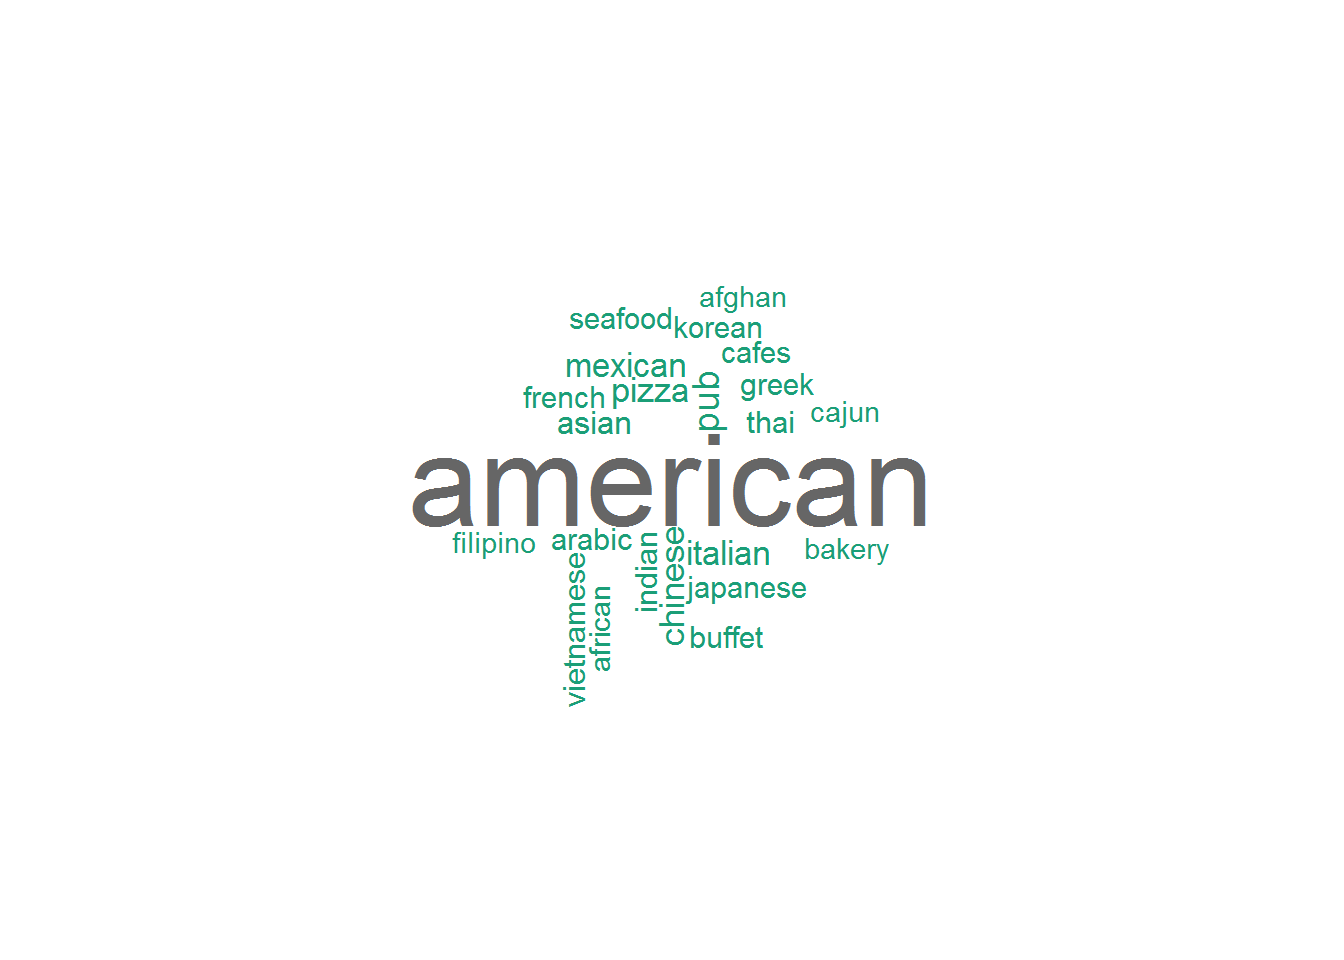 afghan
seafood
korean
cafes
mexican
pizza
pub
greek
french
cajun
asian
thai
american
filipino
arabic
indian
chinese
italian
bakery
vietnamese
african
japanese
buffet